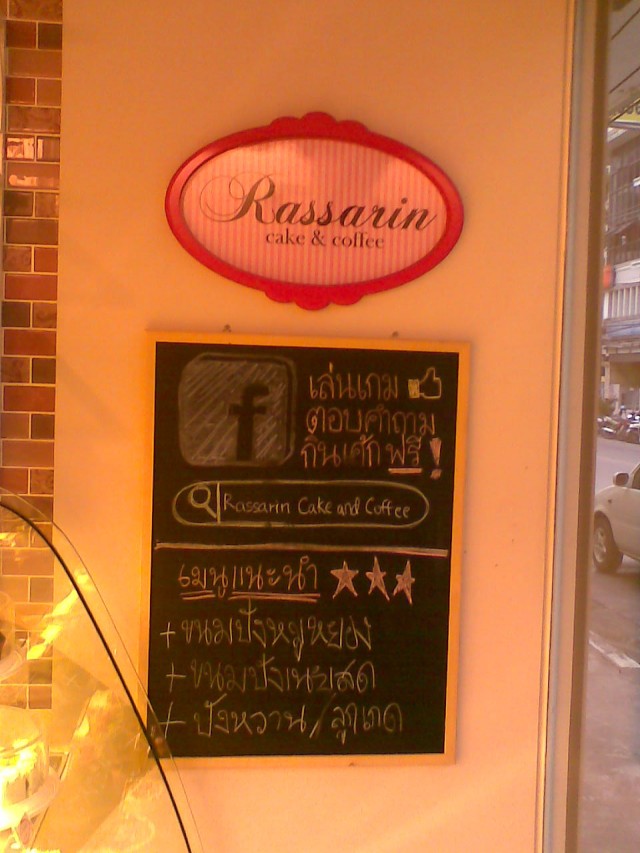 Rassarin
cake & coffee
f
เล่นเกม
ตอบคำถาม
กินเค้ก ฟรี!
Rassarin Cake and Coffee
เมนูแนะนำ
+ ขนมปังหมูหยอง
+ ขนมปังเนยสด
+ ปังหวาน/ลูกเกด